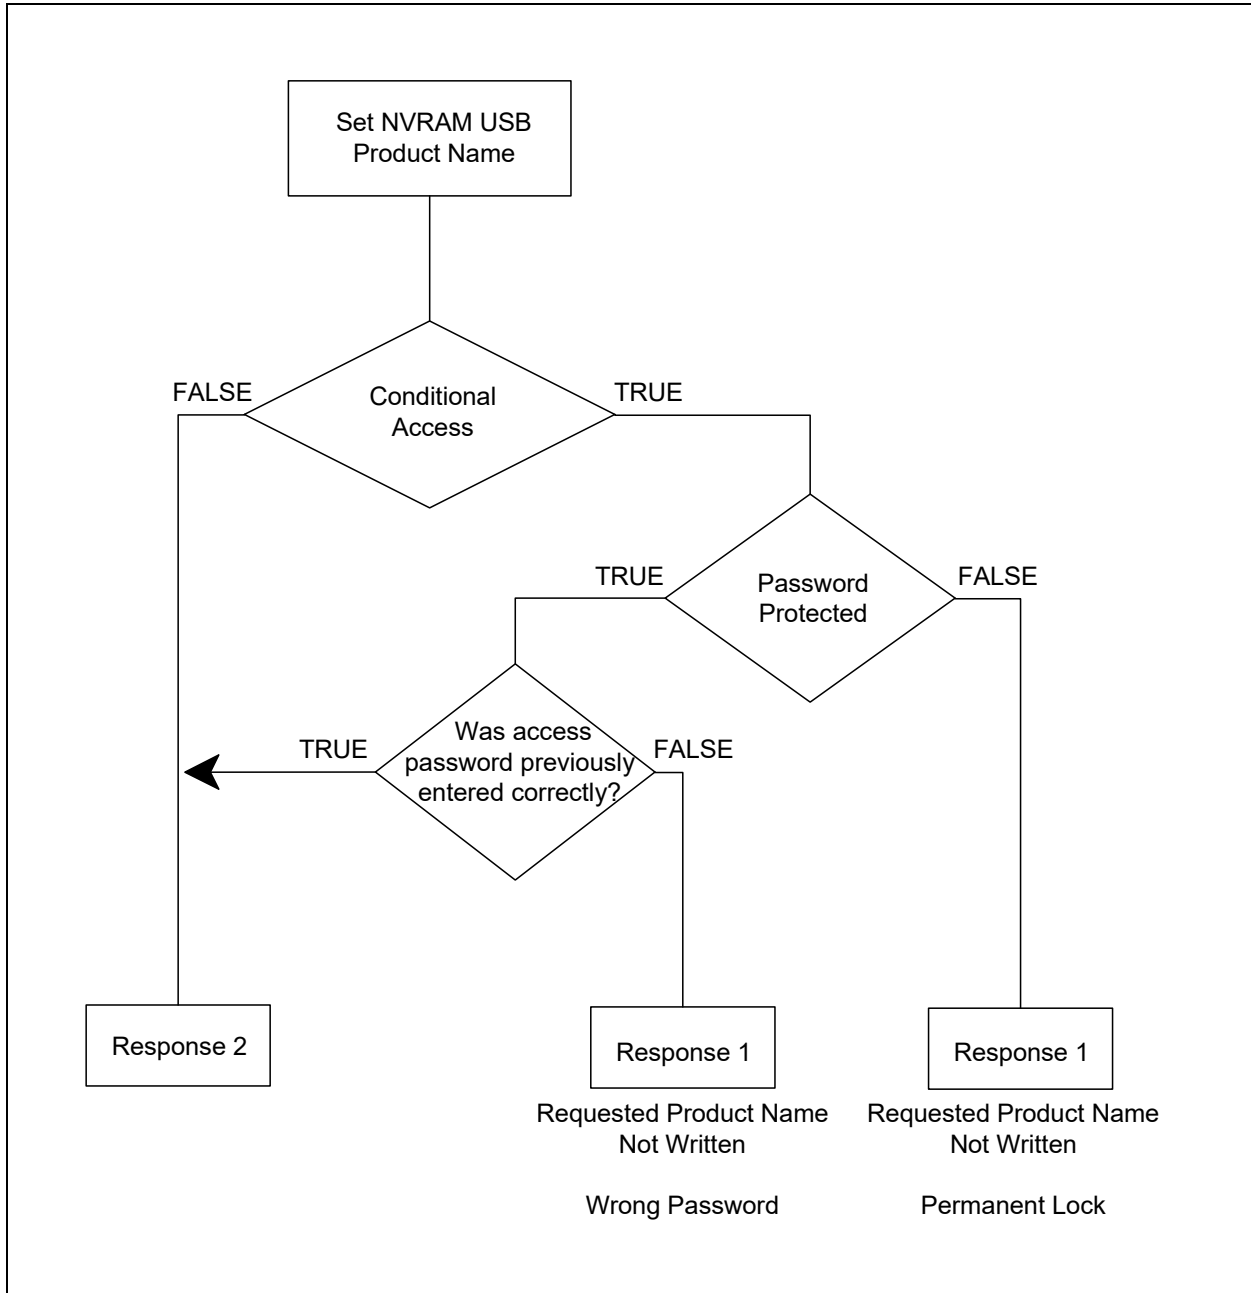 Set NVRAM USB
Product Name
FALSE
Conditional
Access
TRUE
TRUE
Password
Protected
FALSE
TRUE
Was access
password previously
entered correctly?
FALSE
Response 2
Response 1
Requested Product Name
Not Written
Wrong Password
Response 1
Requested Product Name
Not Written
Permanent Lock